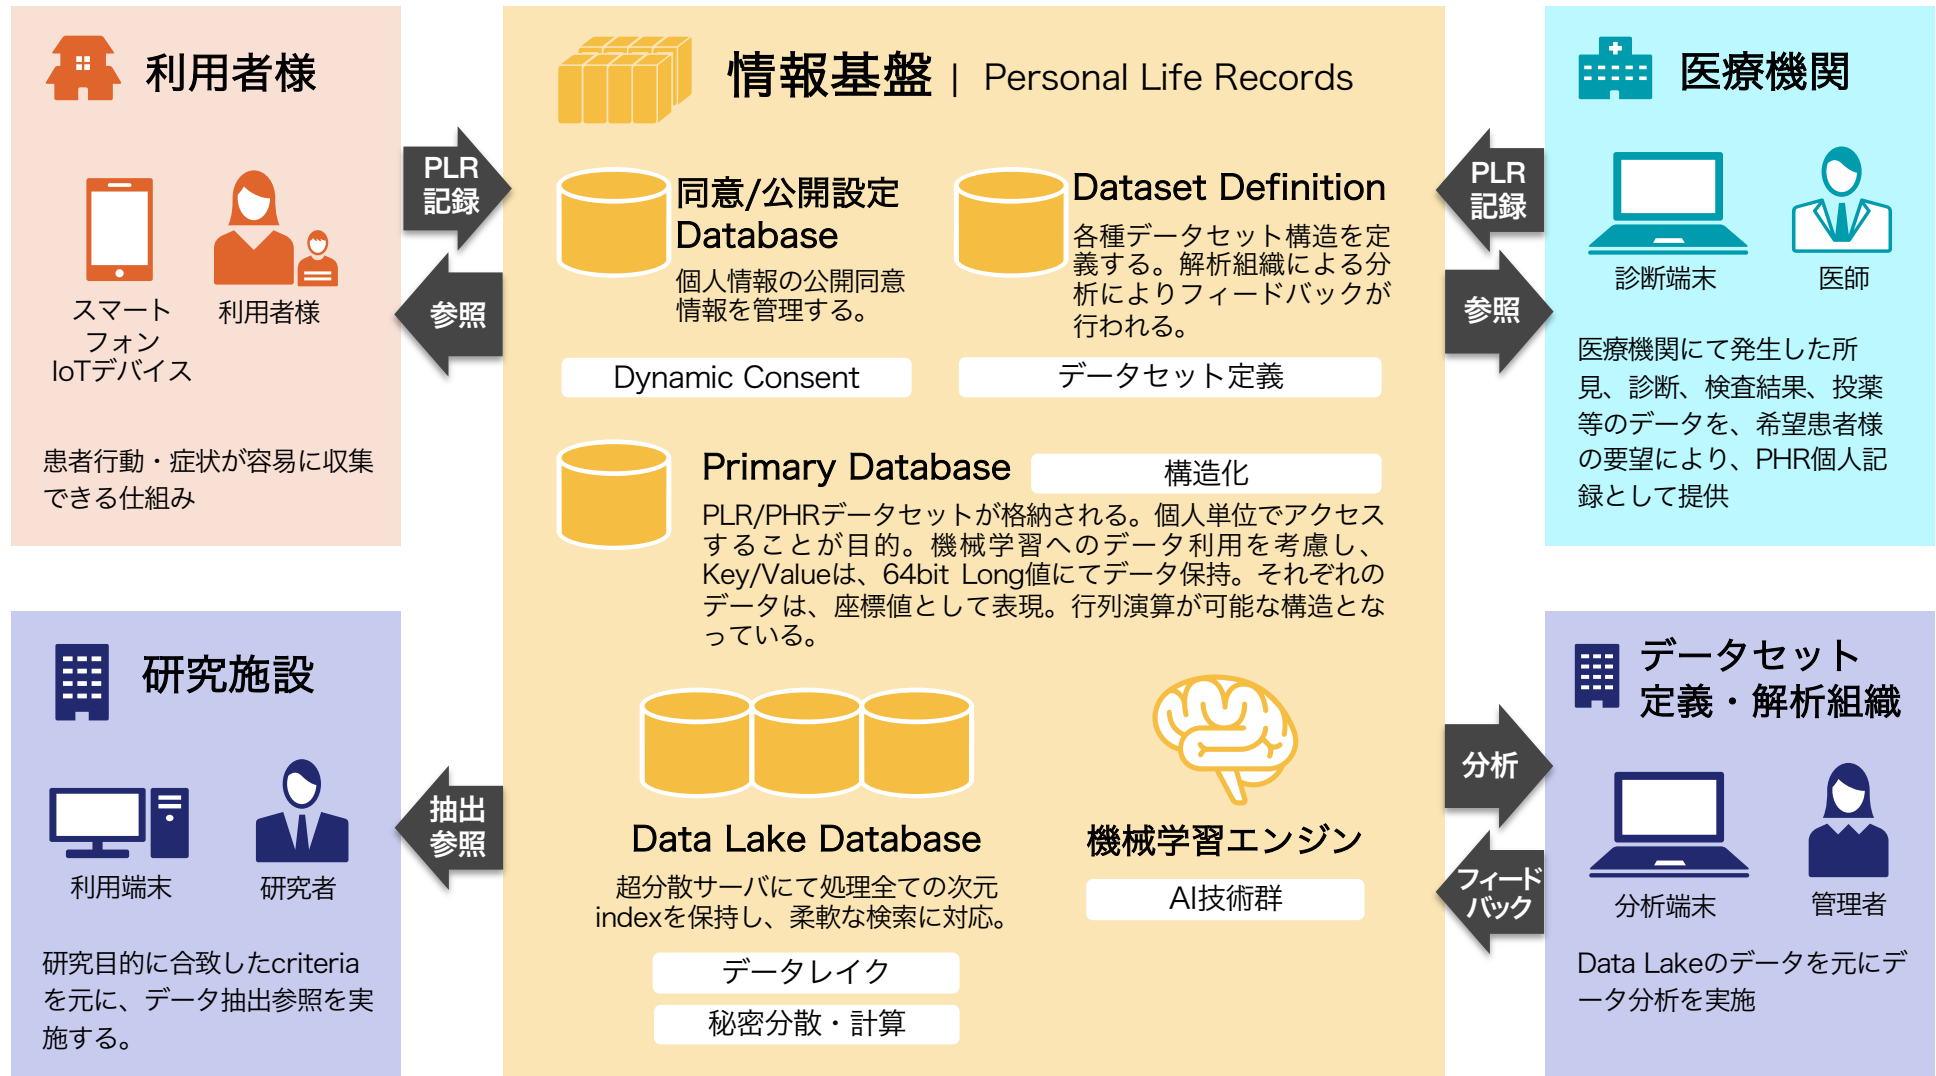 利用者様
スマート
フォン
IoTデバイス
利用者様
患者行動・症状が容易に収集
できる仕組み
PLR
記録
参照
研究施設
利用端末
研究者
研究目的に合致したcriteria
を元に、データ抽出参照を実
施する。
抽出
参照
情報基盤 | Personal Life Records
同意/公開設定
Database
個人情報の公開同意
情報を管理する。
Dynamic Consent
Dataset Definition
各種データセット構造を定
義する。解析組織による分
析によりフィードバックが
行われる。
データセット定義
Primary Database
構造化
PLR/PHRデータセットが格納される。個人単位でアクセス
することが目的。機械学習へのデータ利用を考慮し、
Key/Valueは、64bit Long値にてデータ保持。それぞれの
データは、座標値として表現。行列演算が可能な構造とな
っている。
Data Lake Database
超分散サーバにて処理全ての次元
indexを保持し、柔軟な検索に対応。
データレイク
秘密分散・計算
機械学習エンジン
AI技術群
PLR
記録
参照
医療機関
診断端末
医師
医療機関にて発生した所
見、診断、検査結果、投薬
等のデータを、希望患者様
の要望により、PHR個人記
録として提供
分析
フィード
バック
データセット
定義・解析組織
分析端末
管理者
Data Lakeのデータを元にデ
ータ分析を実施